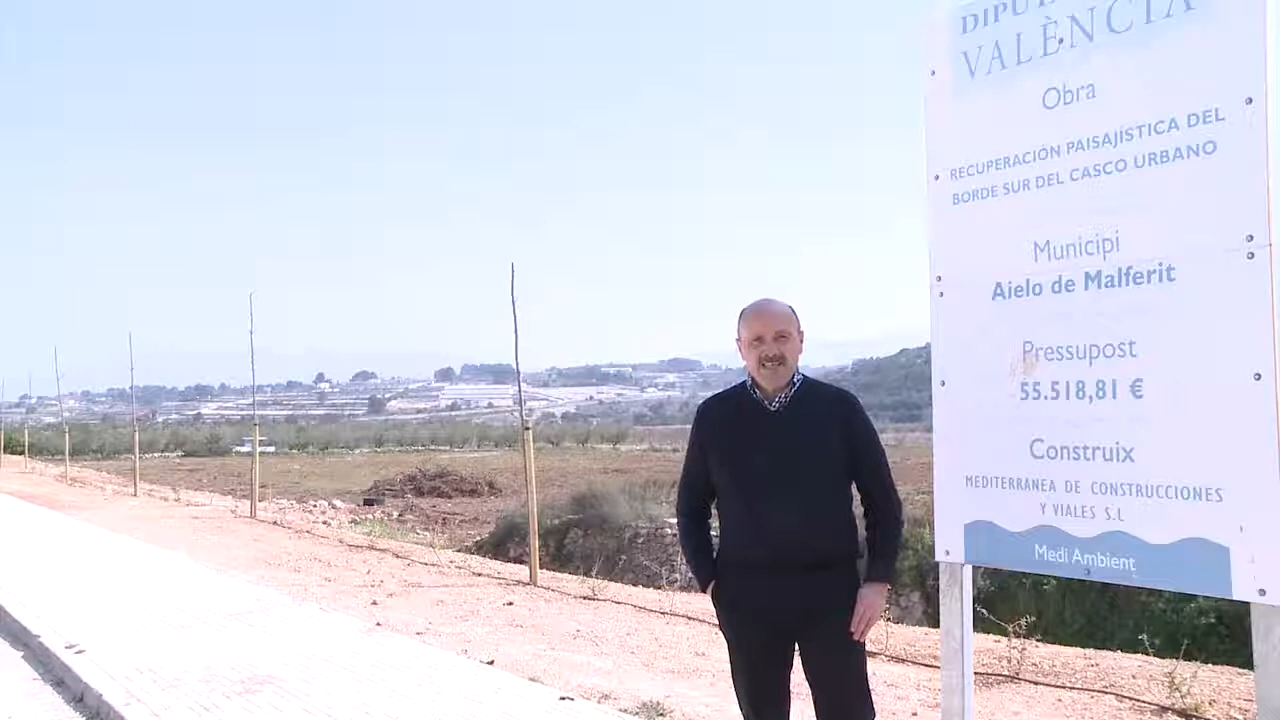 VALÈNCIA
Obra
RECUPERACIÓN PAISAJÍSTICA DEL
BORDE SUR DEL CASCO URBANO
Municipi
Aielo de Malferit
Pressupost
55.518,81 €
Construix
MEDITERRÁNEA DE CONSTRUCCIONES
Y VIALES S.L
Medi Ambient